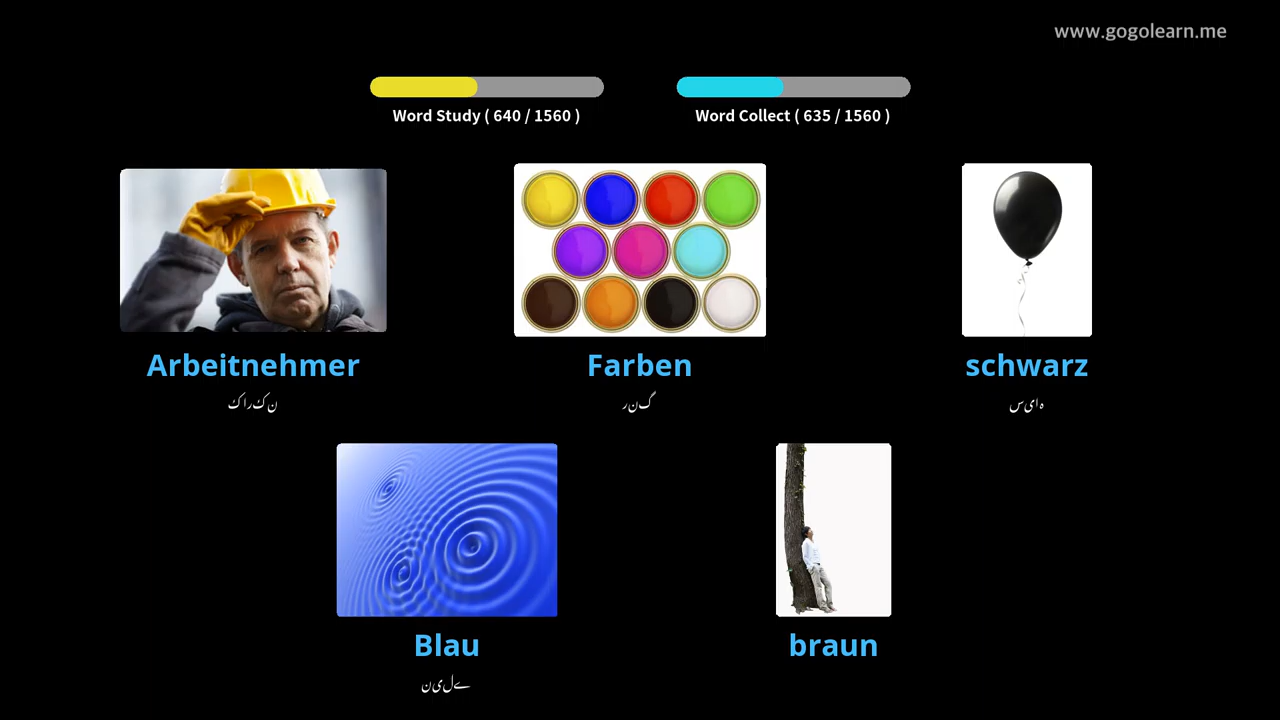 www.gogolearn.me
Word Study ( 640 / 1560 )
Word Collect ( 635 / 1560 )
Arbeitnehmer
کارکن
Farben
رنگ
schwarz
سیاہ
Blau
نیلے
braun